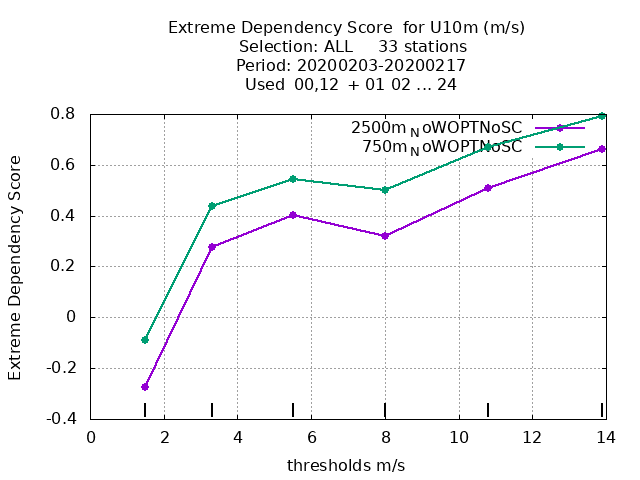 Extreme Dependency Score  for U10m (m/s)
Selection: ALL     33 stations
Period: 20200203-20200217
Used  00,12  + 01 02 ... 24
2500m_NoWOPTNoSC
750m_NoWOPTNoSC
Extreme Dependency Score
0.8
0.6
0.4
0.2
0
-0.2
-0.4
0 2 4 6 8 10 12 14
thresholds m/s